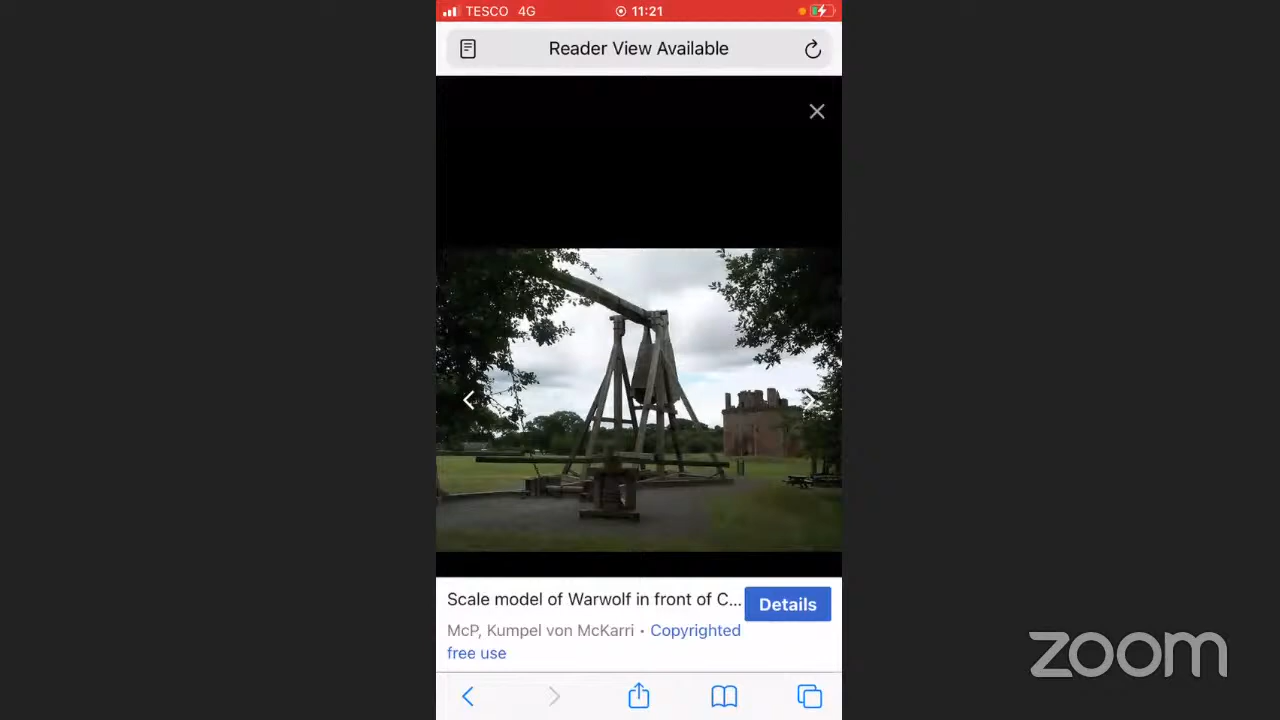 TESCO 4G 11:21
Reader View Available
Scale model of Warwolf in front of C...
Details
McP, Kumpel von McKarri • Copyrighted
free use
zoom